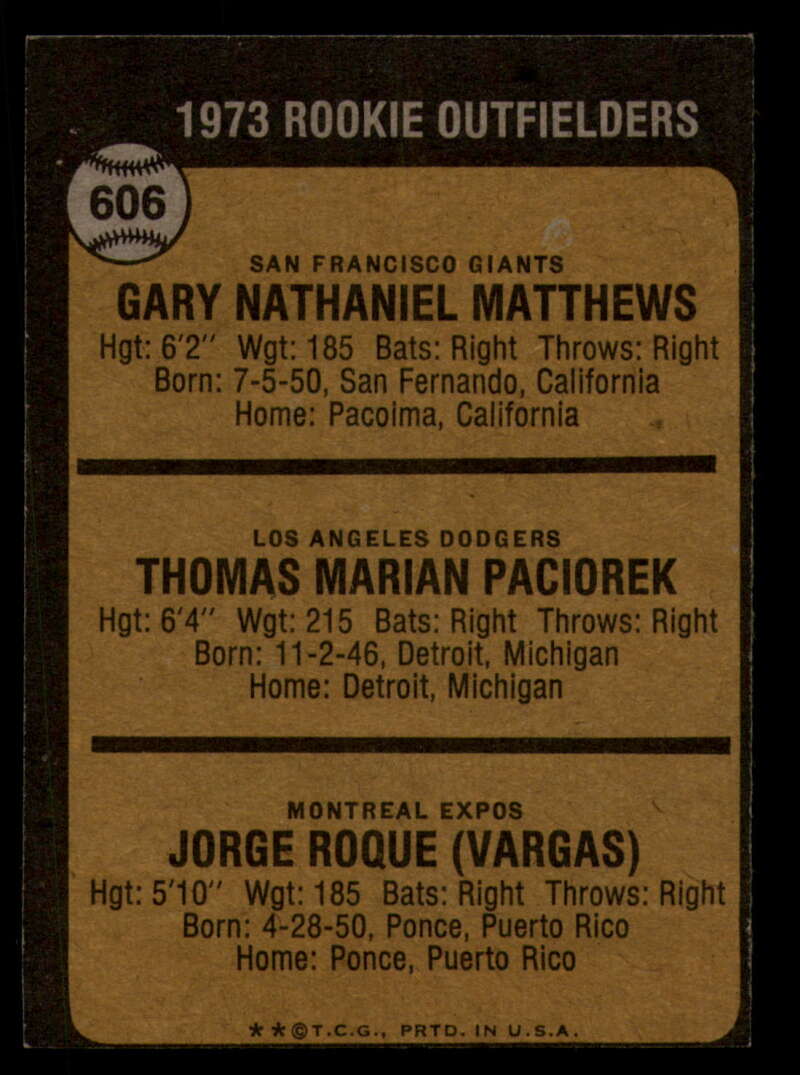 1973 ROOKIE OUTFIELDERS
606
SAN FRANCISCO GIANTS
GARY NATHANIEL MATTHEWS
Hgt: 6'2" Wgt: 185 Bats: Right Throws: Right
Born: 7-5-50, San Fernando, California
Home: Pacoima, California
LOS ANGELES DODGERS
THOMAS MARIAN PACIOREK
Hgt: 6'4" Wgt: 215 Bats: Right Throws: Right
Born: 11-2-46, Detroit, Michigan
Home: Detroit, Michigan
MONTREAL EXPOS
JORGE ROQUE (VARGAS)
Hgt: 5'10" Wgt: 185 Bats: Right Throws: Right
Born: 4-28-50, Ponce, Puerto Rico
Home: Ponce, Puerto Rico
★ ★ © T.C.G., PRTD. IN U.S.A.